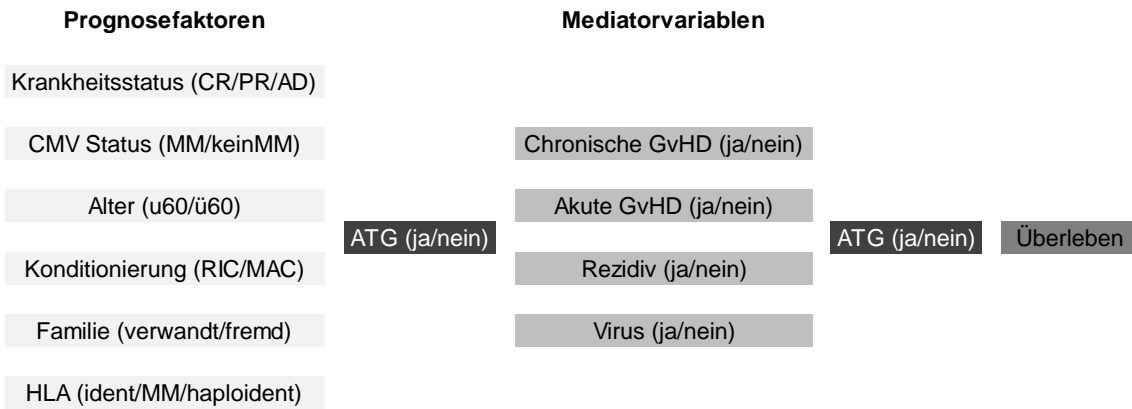 Prognosefaktoren
Mediatorvariablen
Krankheitsstatus (CR/PR/AD)
CMV Status (MM/keinMM)
Chronische GvHD (ja/nein)
Alter (u60/ü60)
Akute GvHD (ja/nein)
ATG (ja/nein)
ATG (ja/nein)
Überleben
Konditionierung (RIC/MAC)
Rezidiv (ja/nein)
Familie (verwandt/fremd)
Virus (ja/nein)
HLA (ident/MM/haploident)